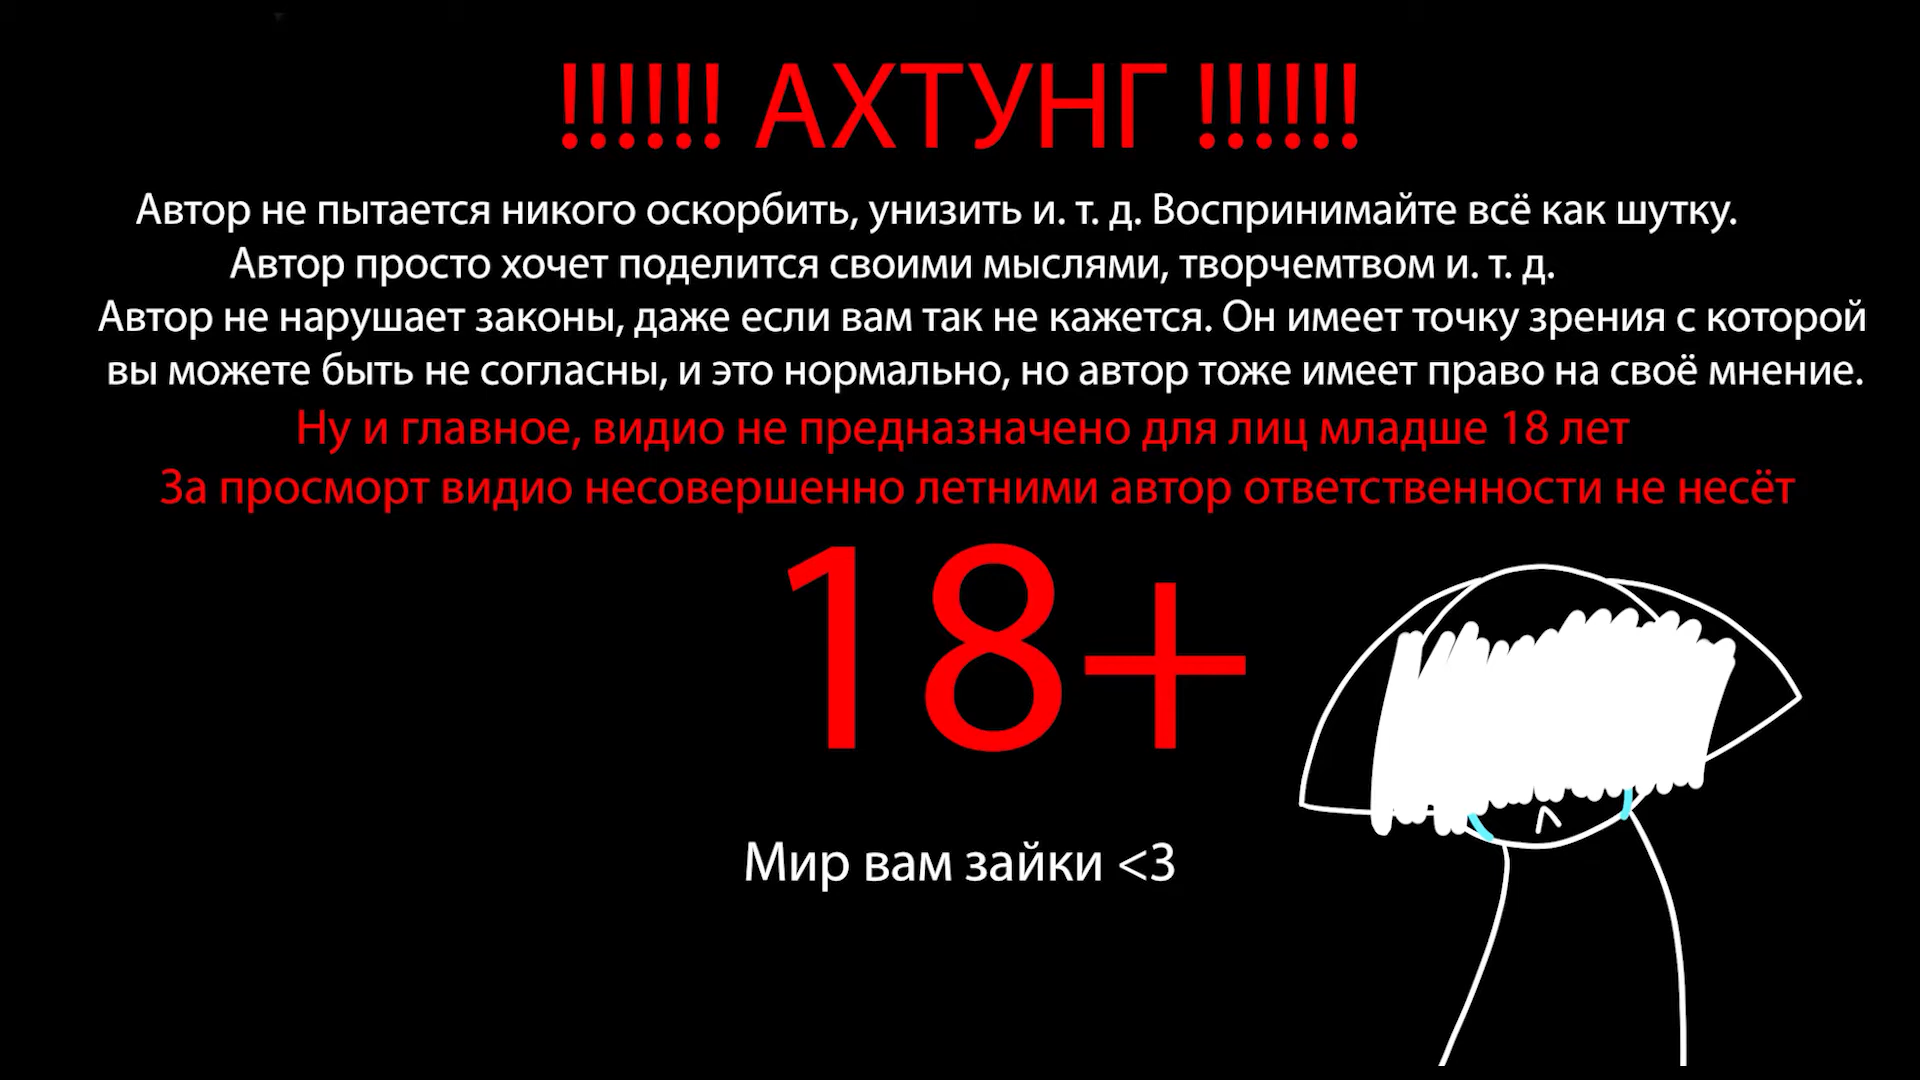 !!!!!! АХТУНГ !!!!!!
Автор не пытается никого оскорбить, унизить и. т. д. Воспринимайте всё как шутку.
Автор просто хочет поделится своими мыслями, творчемтвом и. т. д.
Автор не нарушает законы, даже если вам так не кажется. Он имеет точку зрения с которой
вы можете быть не согласны, и это нормально, но автор тоже имеет право на своё мнение.
Ну и главное, видио не предназначено для лиц младше 18 лет
За просморт видио несовершенно летними автор ответственности не несёт
18+
Мир вам зайки <3